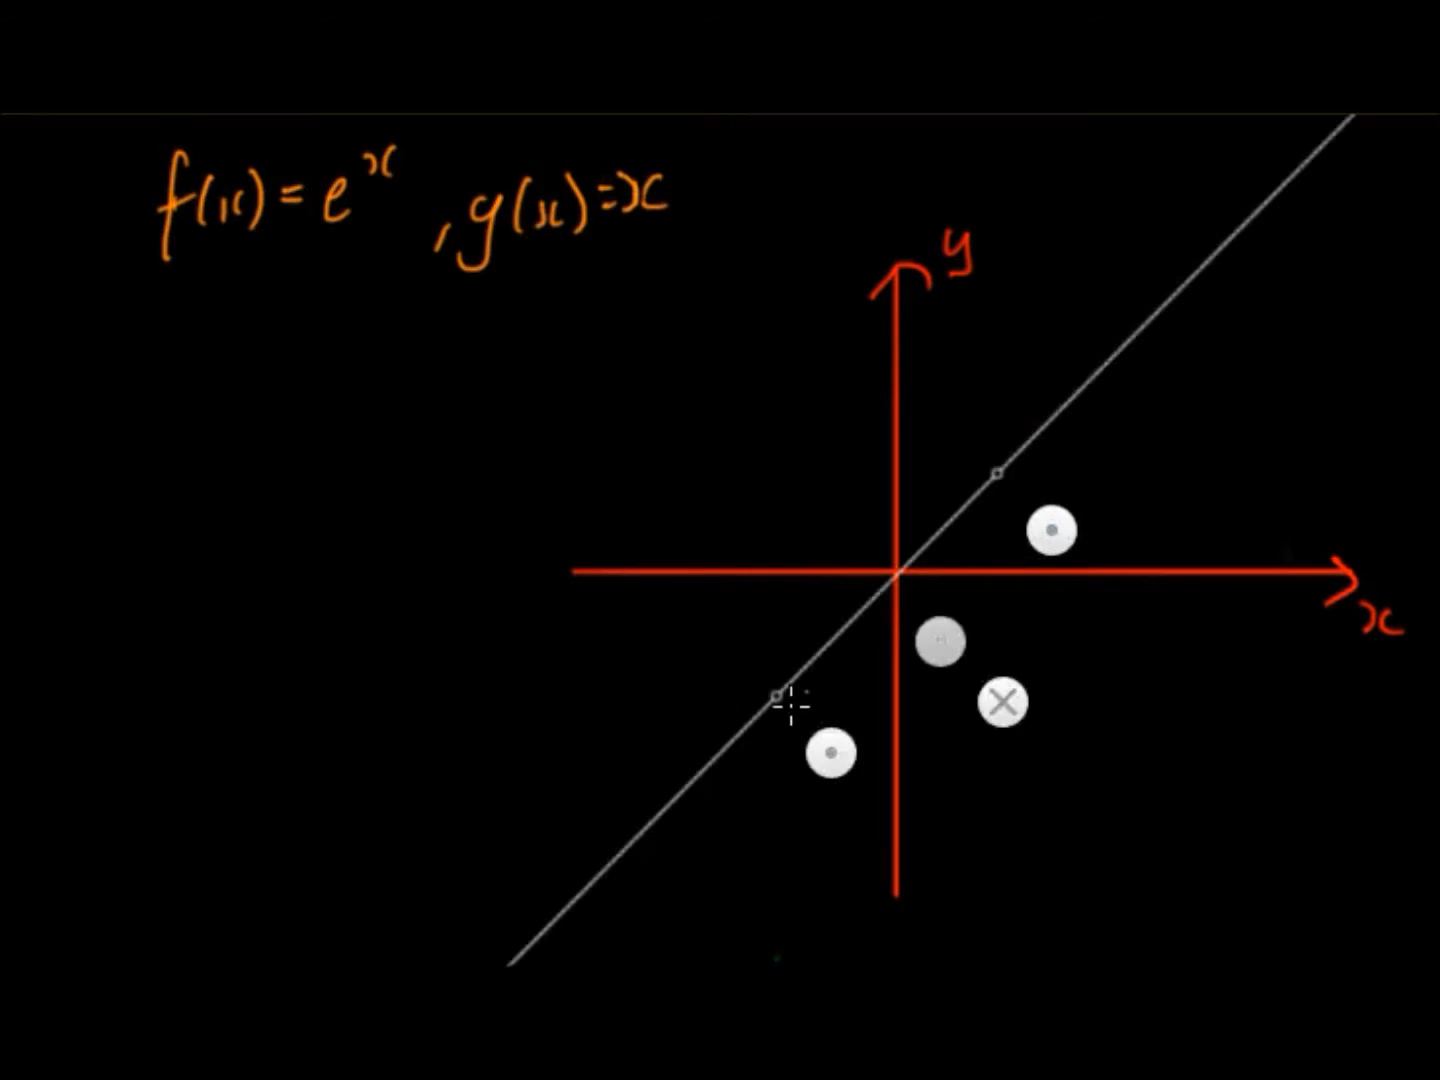 f(x) = e^x , g(x) = x
y
x